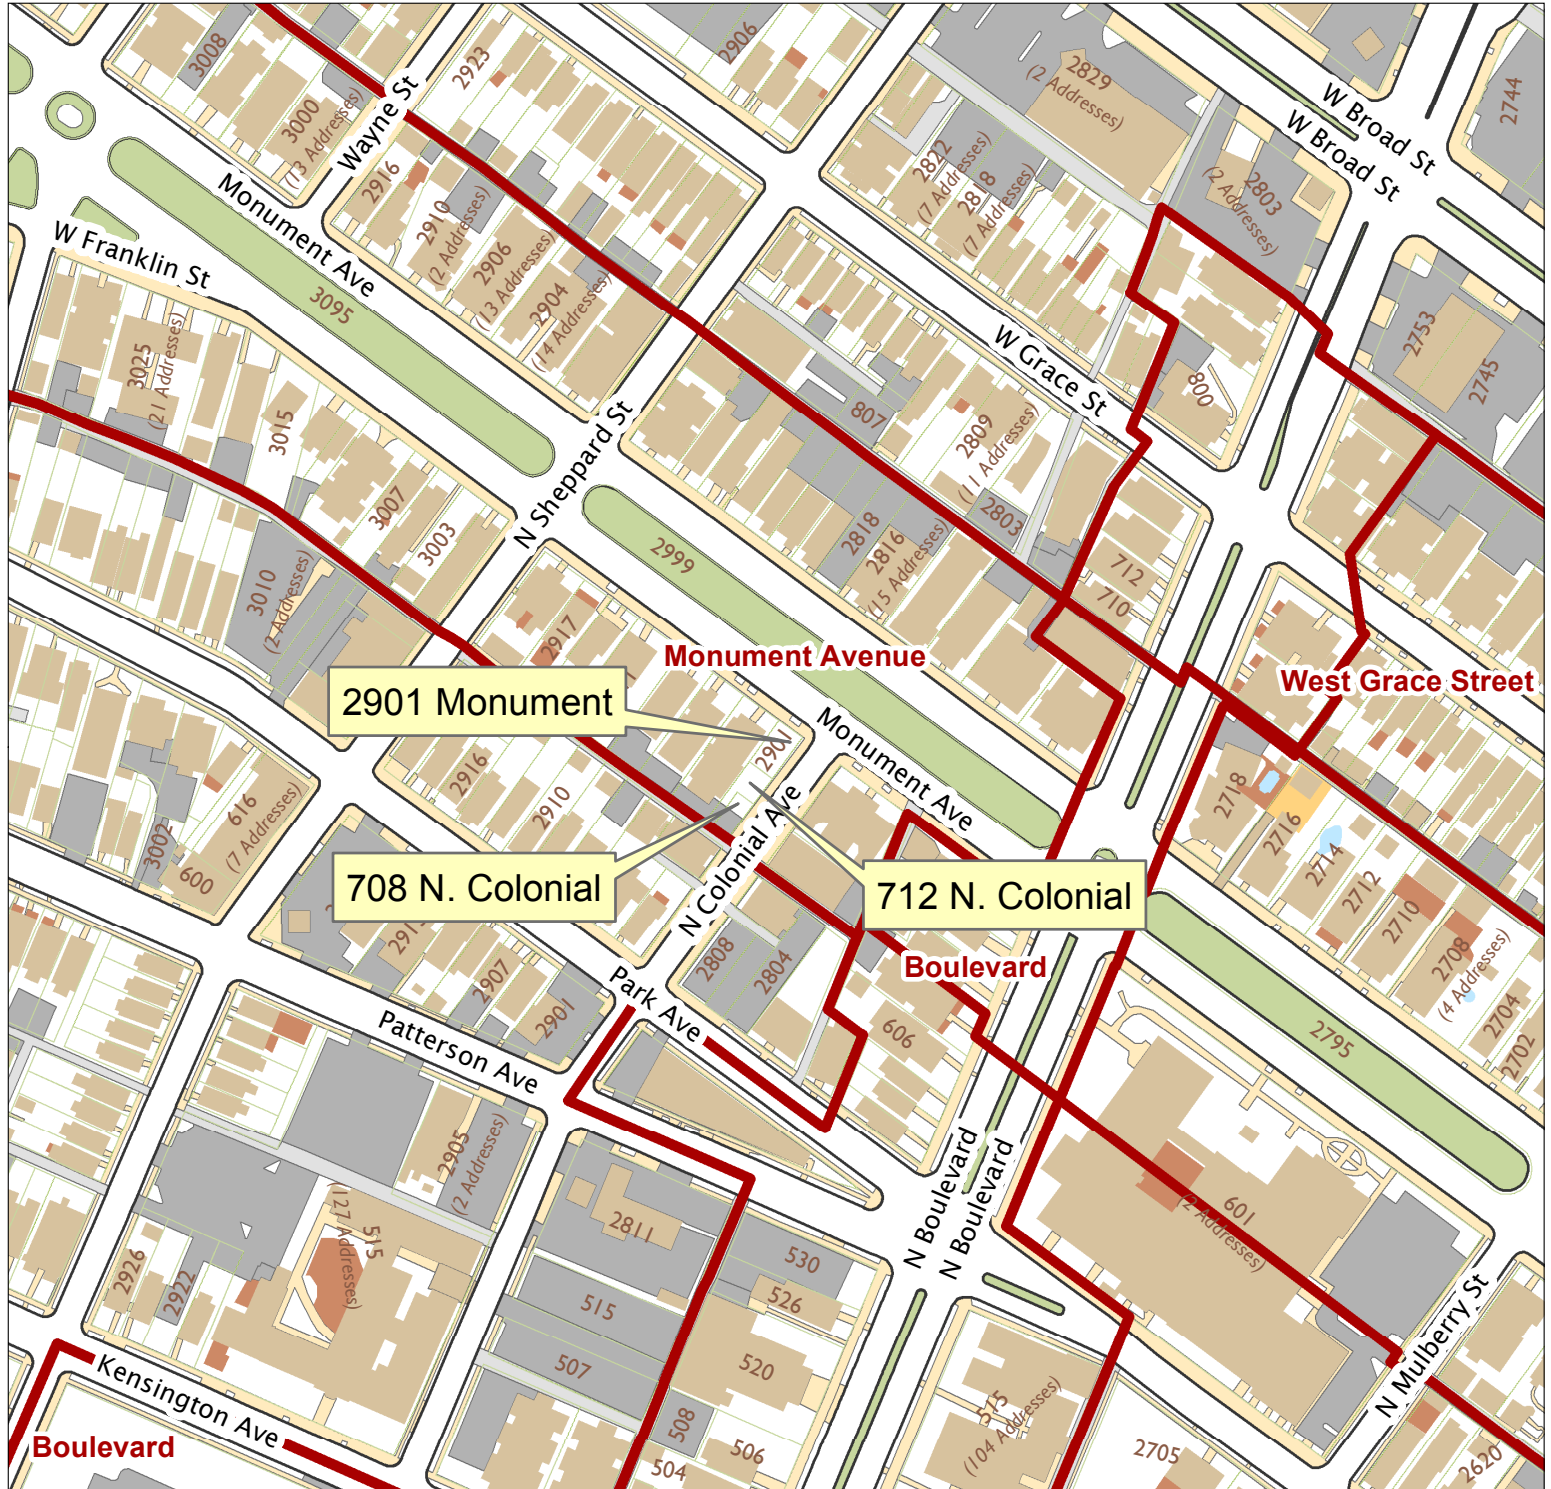 3008
2923
2906
2829
(2 Addresses)
W Broad St
W Broad St
2744
3000
(13 Addresses)
Wayne St
2916
2910
(2 Addresses)
2906
(13 Addresses)
2904
(14 Addresses)
2822
(7 Addresses)
2818
(7 Addresses)
2803
(2 Addresses)
Monument Ave
W Franklin St
3095
3025
(21 Addresses)
3015
W Grace St
800
2753
2745
807
2809
(11 Addresses)
2803
N Sheppard St
3007
3003
3010
(2 Addresses)
2999
2818
2816
(15 Addresses)
712
710
2917
Monument Avenue
West Grace Street
2901 Monument
2901
Monument Ave
2916
2910
616
(7 Addresses)
3002
600
708 N. Colonial
N Colonial Ave
712 N. Colonial
2718
2716
2714
2712
2710
2708
(4 Addresses)
2704
2702
2907
2901
2808
2804
Boulevard
606
Park Ave
Patterson Ave
2795
2905
(2 Addresses)
515
(127 Addresses)
2811
N Boulevard
N Boulevard
601
(2 Addresses)
2926
2922
530
526
515
520
507
508
506
504
515
(104 Addresses)
N Mulberry St
Kensington Ave
Boulevard
2705
2620